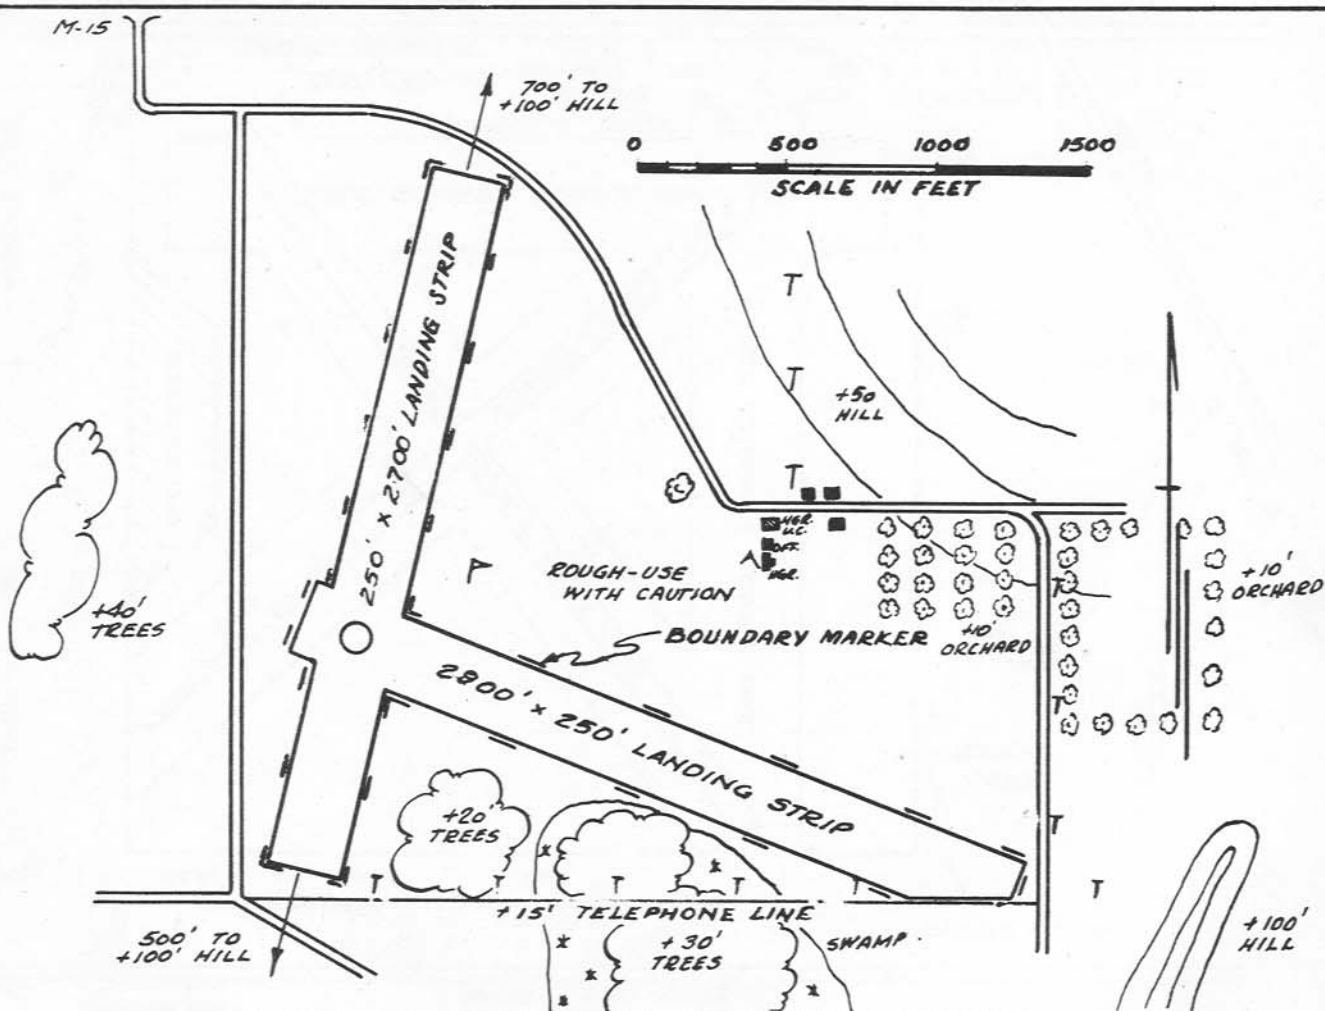 M-15
700' TO
+100' HILL
0 500 1000 1500
SCALE IN FEET
250' x 2700' LANDING STRIP
+50
HILL
HGR.
U.C.
OFF.
HGR.
ROUGH-USE
WITH CAUTION
+10'
ORCHARD
+40'
TREES
BOUNDARY MARKER
+10'
ORCHARD
2800' x 250' LANDING STRIP
+20'
TREES
+15' TELEPHONE LINE
500' TO
+100' HILL
+30'
TREES
SWAMP
+100'
HILL
T
T
T
T
T
T
T
T
T
T
T
T